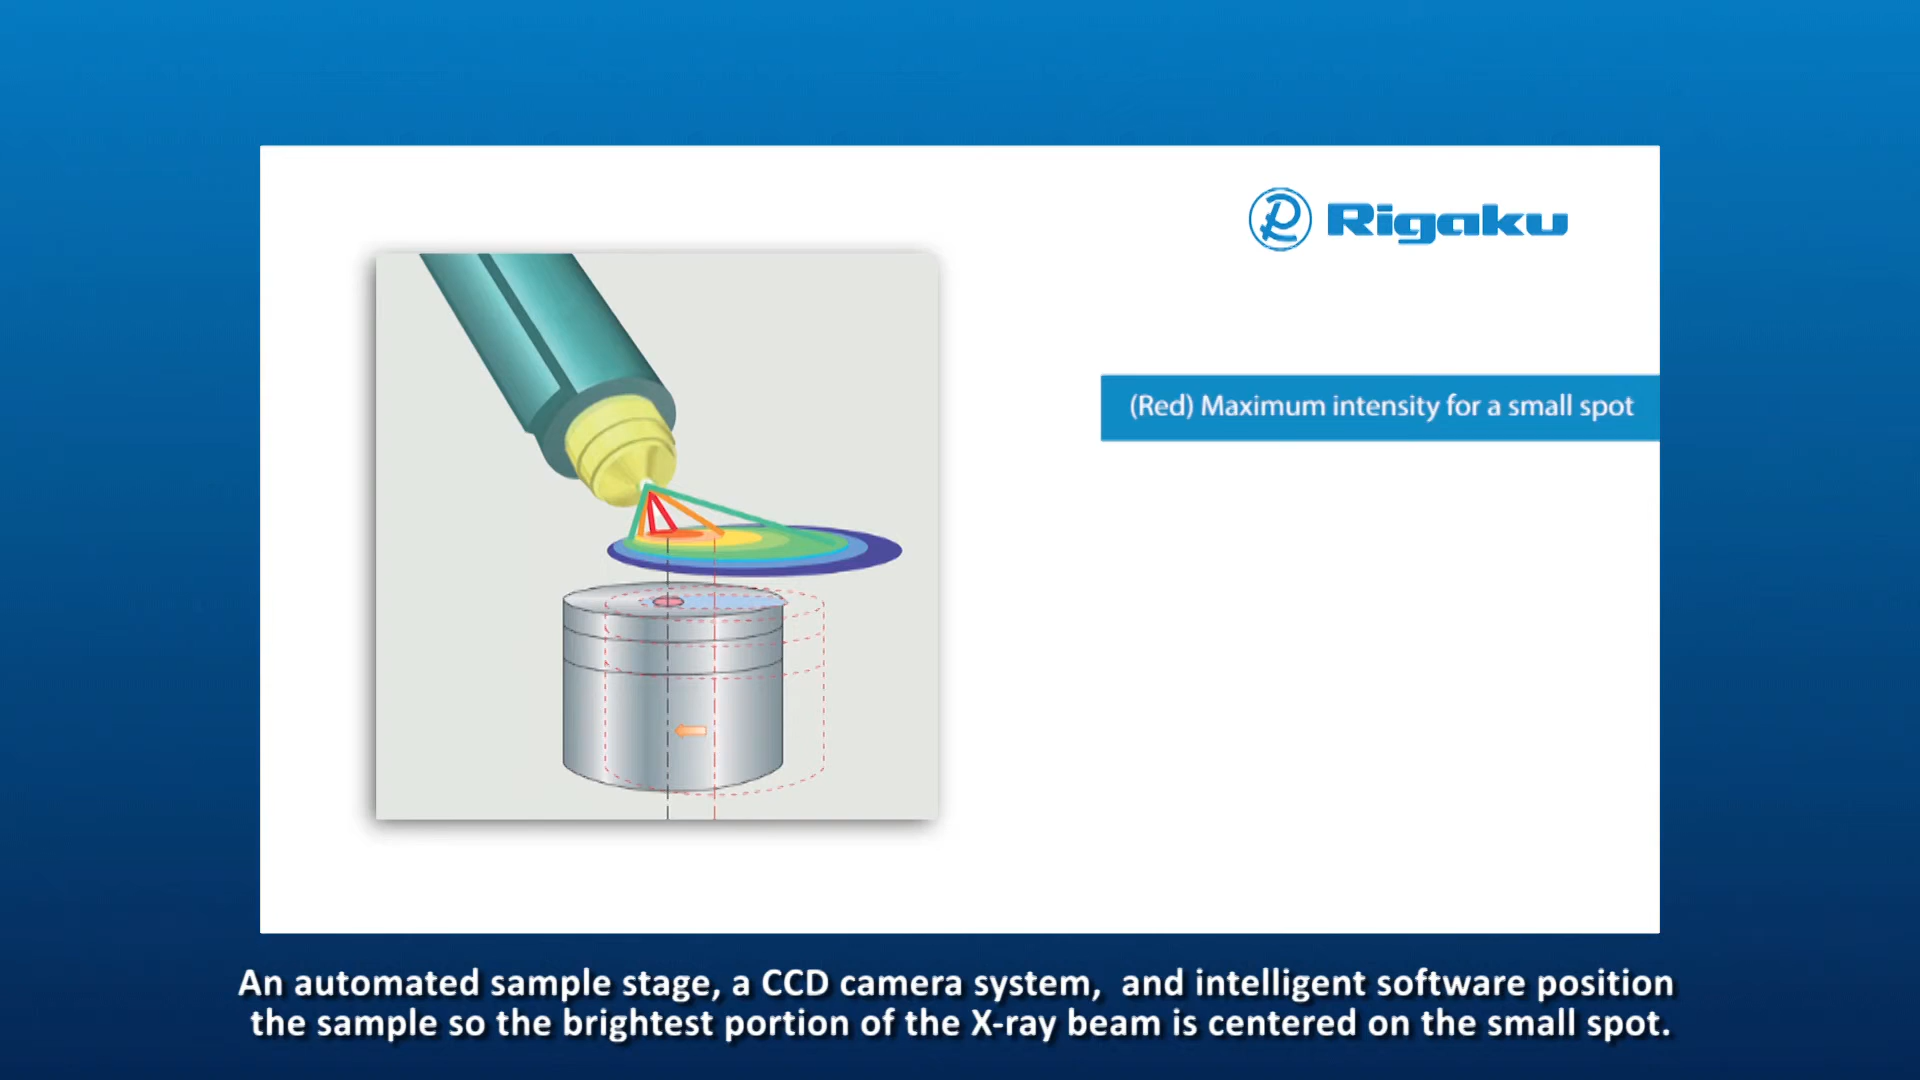 Rigaku
(Red) Maximum intensity for a small spot
An automated sample stage, a CCD camera system, and intelligent software position
the sample so the brightest portion of the X-ray beam is centered on the small spot.